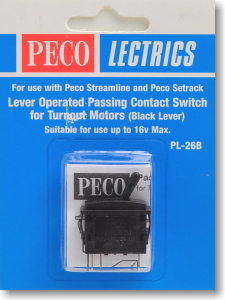 PECO LECTRICS
For use with Peco Streamline and Peco Setrack
Lever Operated Passing Contact Switch
for Turnout Motors (Black Lever)
Suitable for use up to 16v Max.
PL-26B
PECO